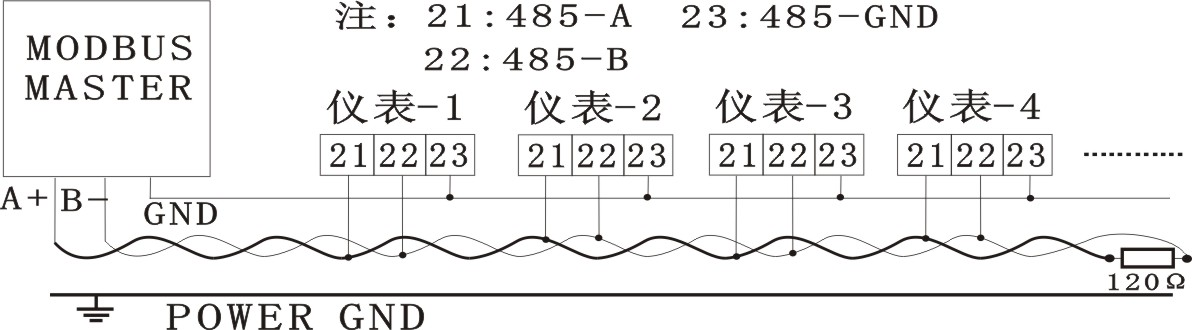 注：21:485-A 23:485-GND
22:485-B
MODBUS
MASTER
仪表-1 仪表-2 仪表-3 仪表-4
21 22 23 21 22 23 21 22 23 21 22 23
A+ B- GND
120Ω
POWER GND